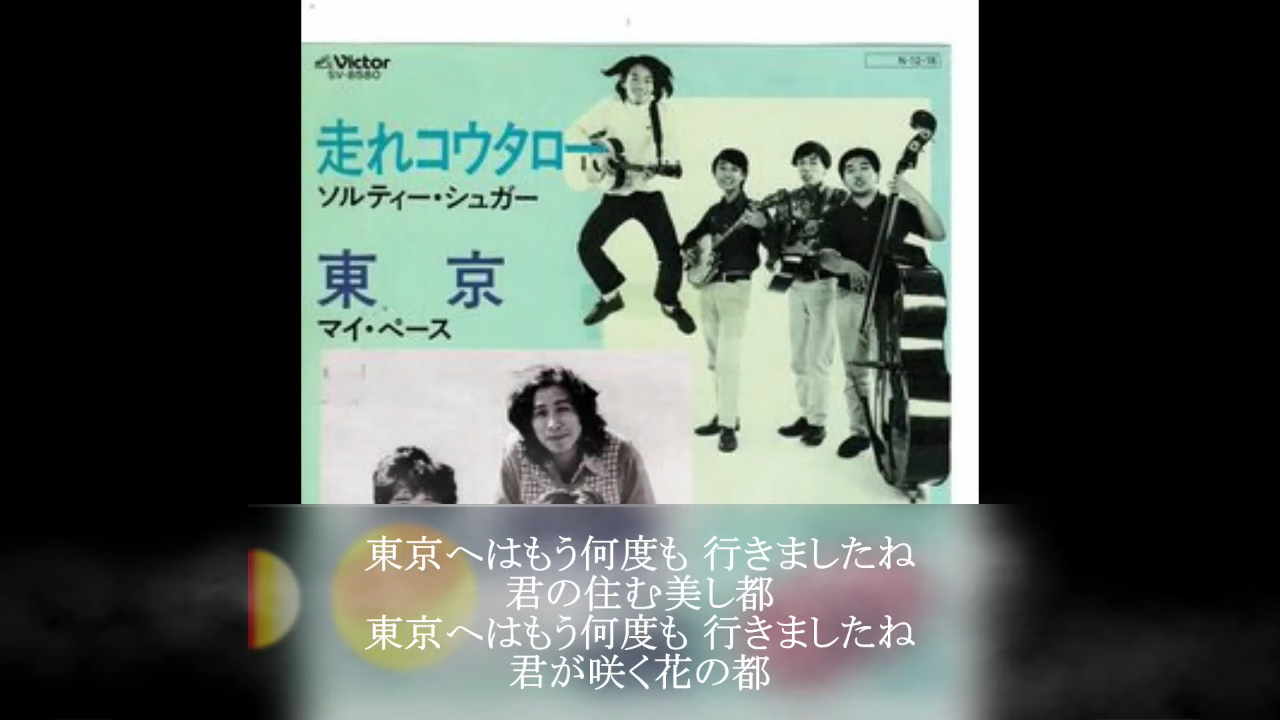 Victor
SV-8580
N-12-18
走れコウタロー
ソルティー・シュガー
東 京
マイ・ペース
東京へはもう何度も 行きましたね
君の住む美し都
東京へはもう何度も 行きましたね
君が咲く花の都